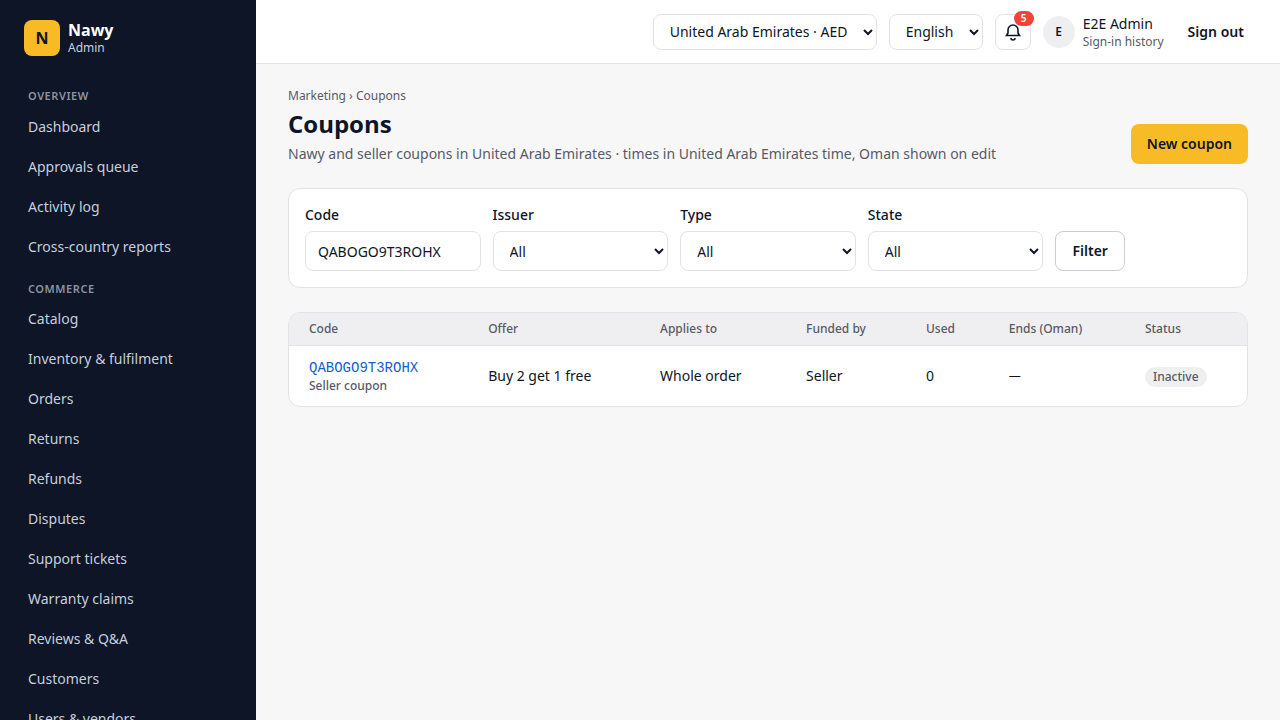 N
Nawy
Admin
United Arab Emirates · AED
English
5
E
E2E Admin
Sign-in history
Sign out
OVERVIEW
Dashboard
Approvals queue
Activity log
Cross-country reports
COMMERCE
Catalog
Inventory & fulfilment
Orders
Returns
Refunds
Disputes
Support tickets
Warranty claims
Reviews & Q&A
Customers
Users & vendors
Marketing › Coupons
Coupons
Nawy and seller coupons in United Arab Emirates · times in United Arab Emirates time, Oman shown on edit
New coupon
Code Issuer Type State
QABOGO9T3ROHX All All All Filter
Code Offer Applies to Funded by Used Ends (Oman) Status
QABOGO9T3ROHX Buy 2 get 1 free Whole order Seller 0 — Inactive
Seller coupon